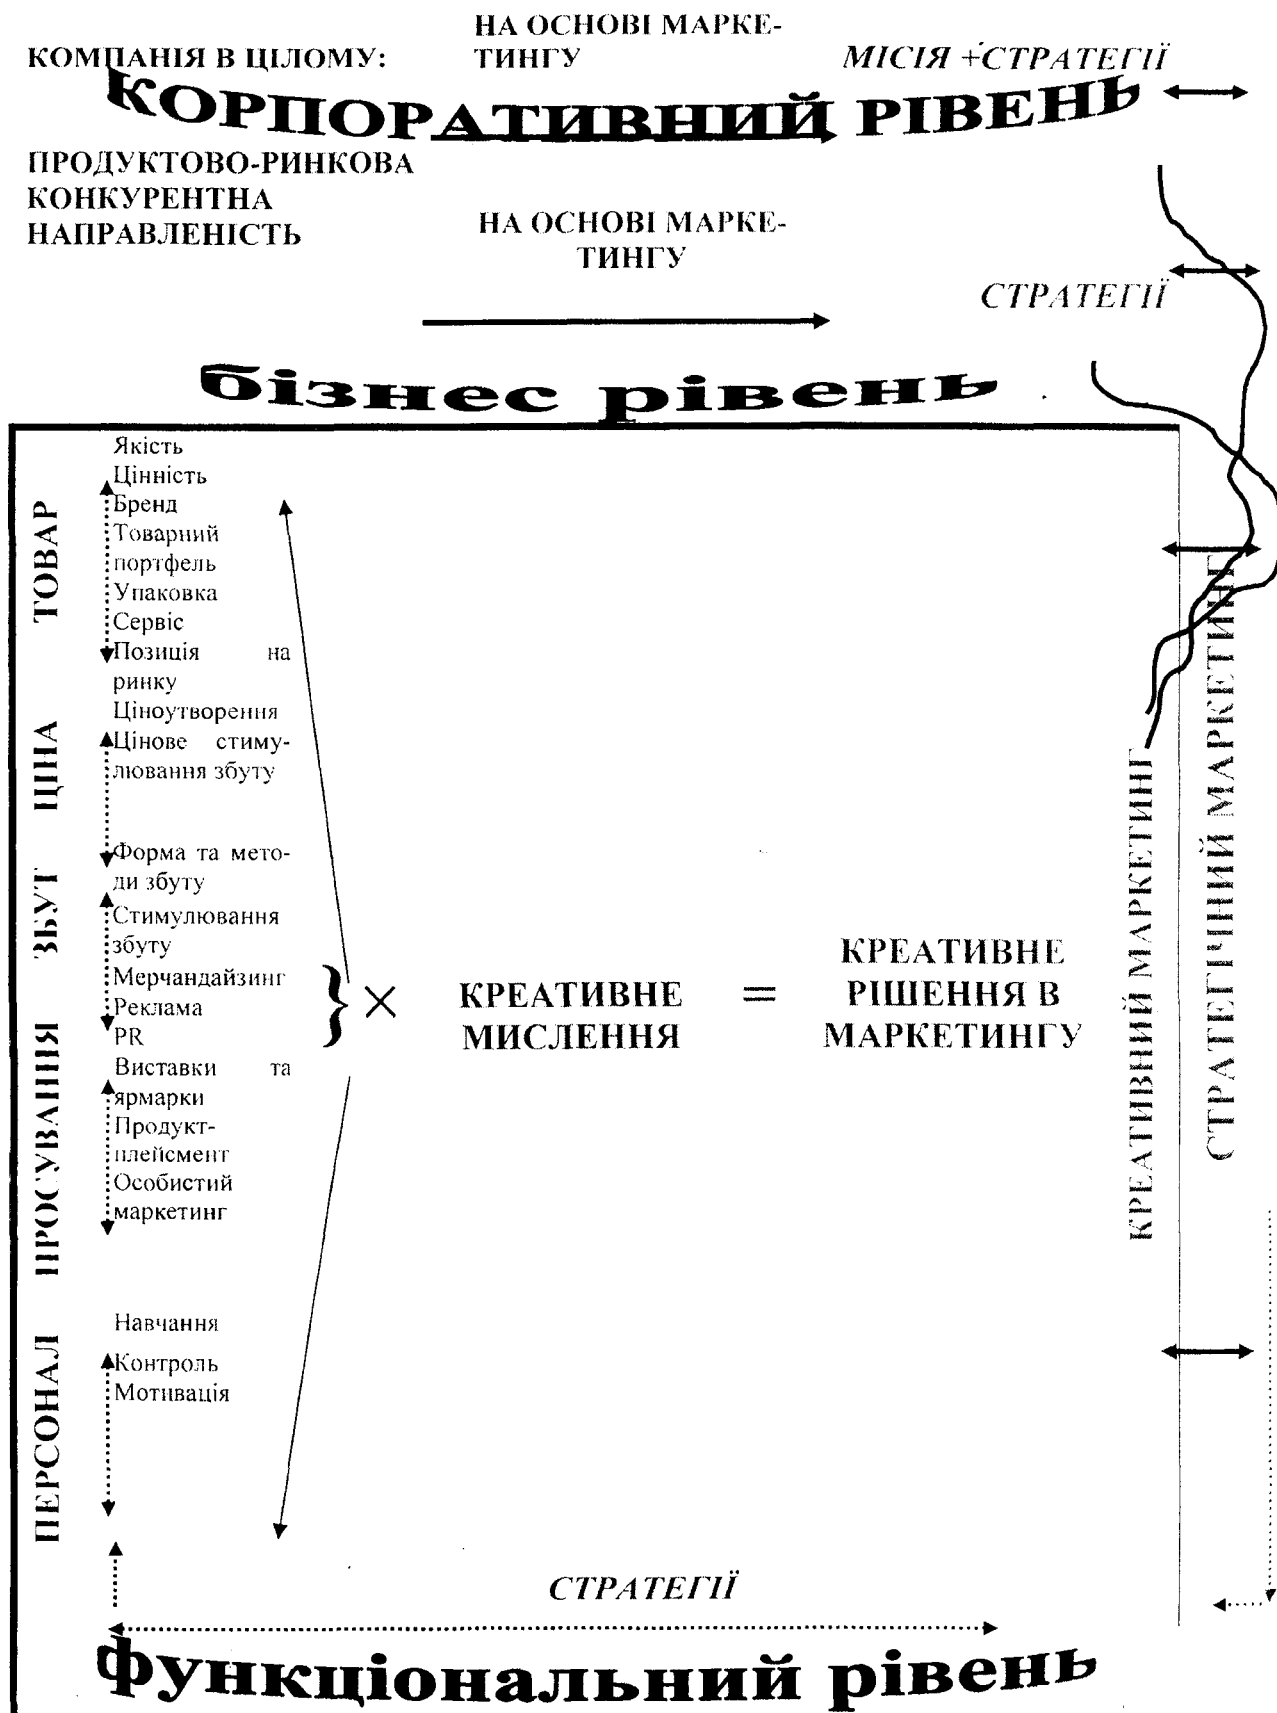 НА ОСНОВІ МАРКЕ-
КОМПАНІЯ В ЦІЛОМУ: ТИНГУ МІСІЯ +СТРАТЕГІЇ
КОРПОРАТИВНИЙ РІВЕНЬ
ПРОДУКТОВО-РИНКОВА
КОНКУРЕНТНА
НАПРАВЛЕНІСТЬ
НА ОСНОВІ МАРКЕ-
ТИНГУ
СТРАТЕГІЇ
бізнес рівень
ТОВАР
Якість
Цінність
Бренд
Товарний
портфель
Упаковка
Сервіс
Позиція на
ринку
ЦІНА
Ціноутворення
Цінове стиму-
лювання збуту
ЗБУТ
Форма та мето-
ди збуту
Стимулювання
збуту
Мерчандайзинг
Реклама
PR
ПРОСУВАННЯ
Виставки та
ярмарки
Продукт-
плейсмент
Особистий
маркетинг
ПЕРСОНАЛ
Навчання
Контроль
Мотивація
} ×
КРЕАТИВНЕ
МИСЛЕННЯ
=
КРЕАТИВНЕ
РІШЕННЯ В
МАРКЕТИНГУ
КРЕАТИВНИЙ МАРКЕТИНГ
СТРАТЕГІЧНИЙ МАРКЕТИНГ
СТРАТЕГІЇ
функціональний рівень